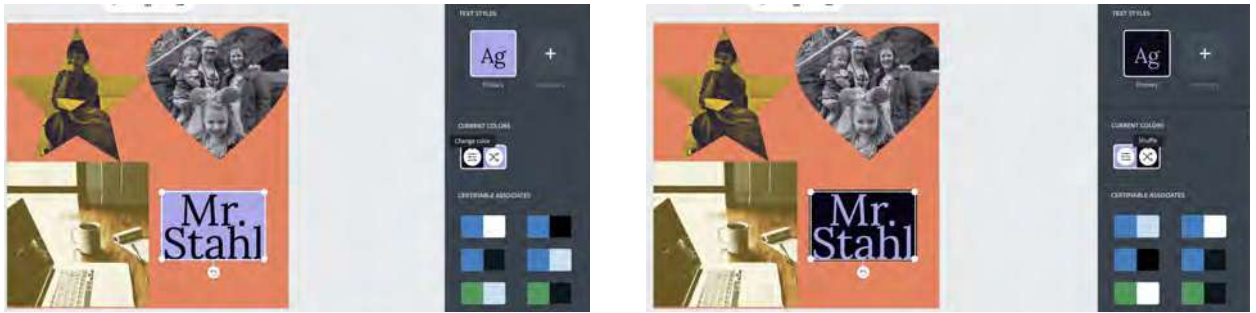 TEXT STYLES
Ag
+
Primary
CURRENT COLORS
Change color
CERTIFIABLE ASSOCIATES
Mr.
Stahl
TEXT STYLES
Ag
+
Primary
CURRENT COLORS
Shuffle
CERTIFIABLE ASSOCIATES
Mr.
Stahl